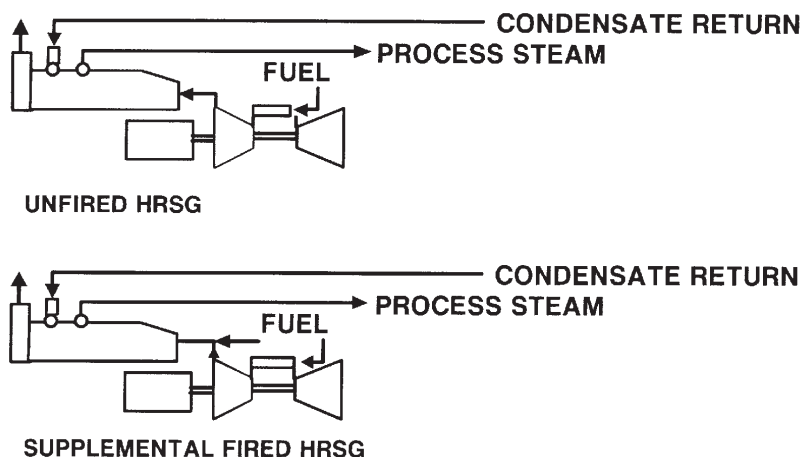 CONDENSATE RETURN
PROCESS STEAM
FUEL
UNFIRED HRSG
CONDENSATE RETURN
PROCESS STEAM
FUEL
SUPPLEMENTAL FIRED HRSG